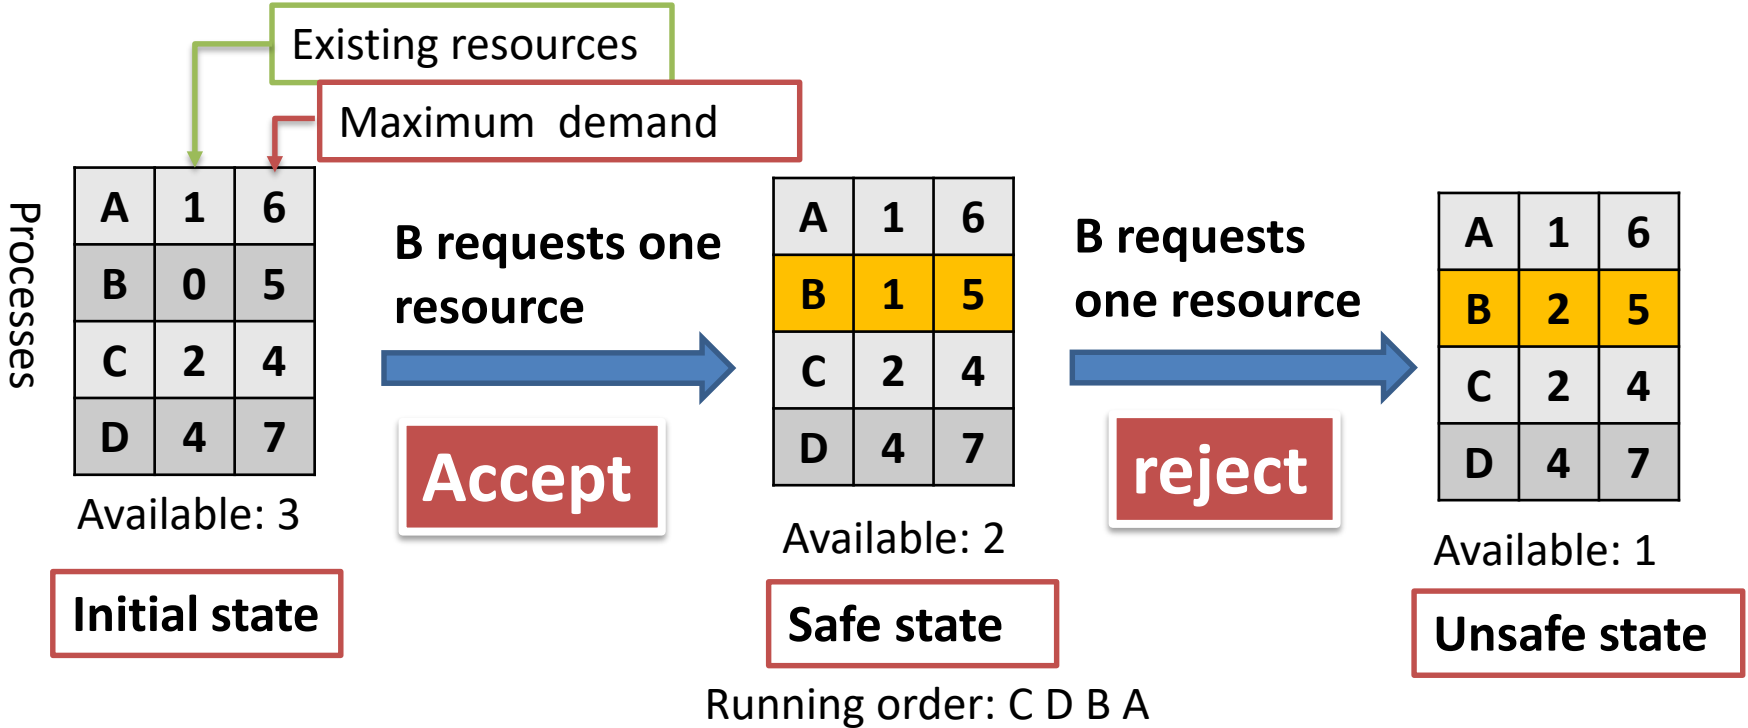 Existing resources
Maximum demand
Processes
A 1 6
B 0 5
C 2 4
D 4 7
Available: 3
Initial state
B requests one
resource
Accept
A 1 6
B 1 5
C 2 4
D 4 7
Available: 2
Safe state
Running order: C D B A
B requests
one resource
reject
A 1 6
B 2 5
C 2 4
D 4 7
Available: 1
Unsafe state